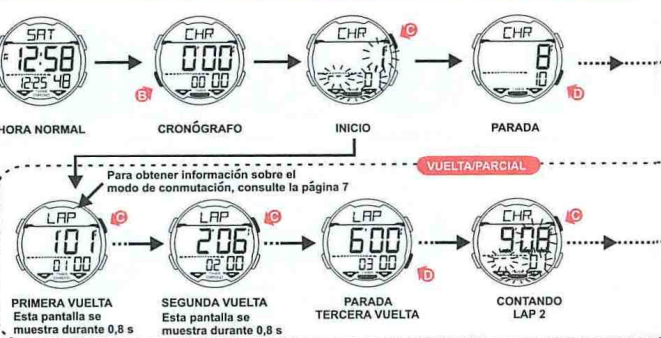 SAT
12:58
12-25 48
HORA NORMAL
CHR
0:00
00 00
B
CRONÓGRAFO
CHR
1
0
C
INICIO
CHR
8
10
D
PARADA
Para obtener información sobre el
modo de conmutación, consulte la página 7
VUELTA/PARCIAL
LAP
1:01
01 00
C
PRIMERA VUELTA
Esta pantalla se
muestra durante 0,8 s
LAP
2:06
02 00
C
SEGUNDA VUELTA
Esta pantalla se
muestra durante 0,8 s
LAP
6:00
03 00
D
PARADA
TERCERA VUELTA
CHR
9:08
0
C
CONTANDO
LAP 2